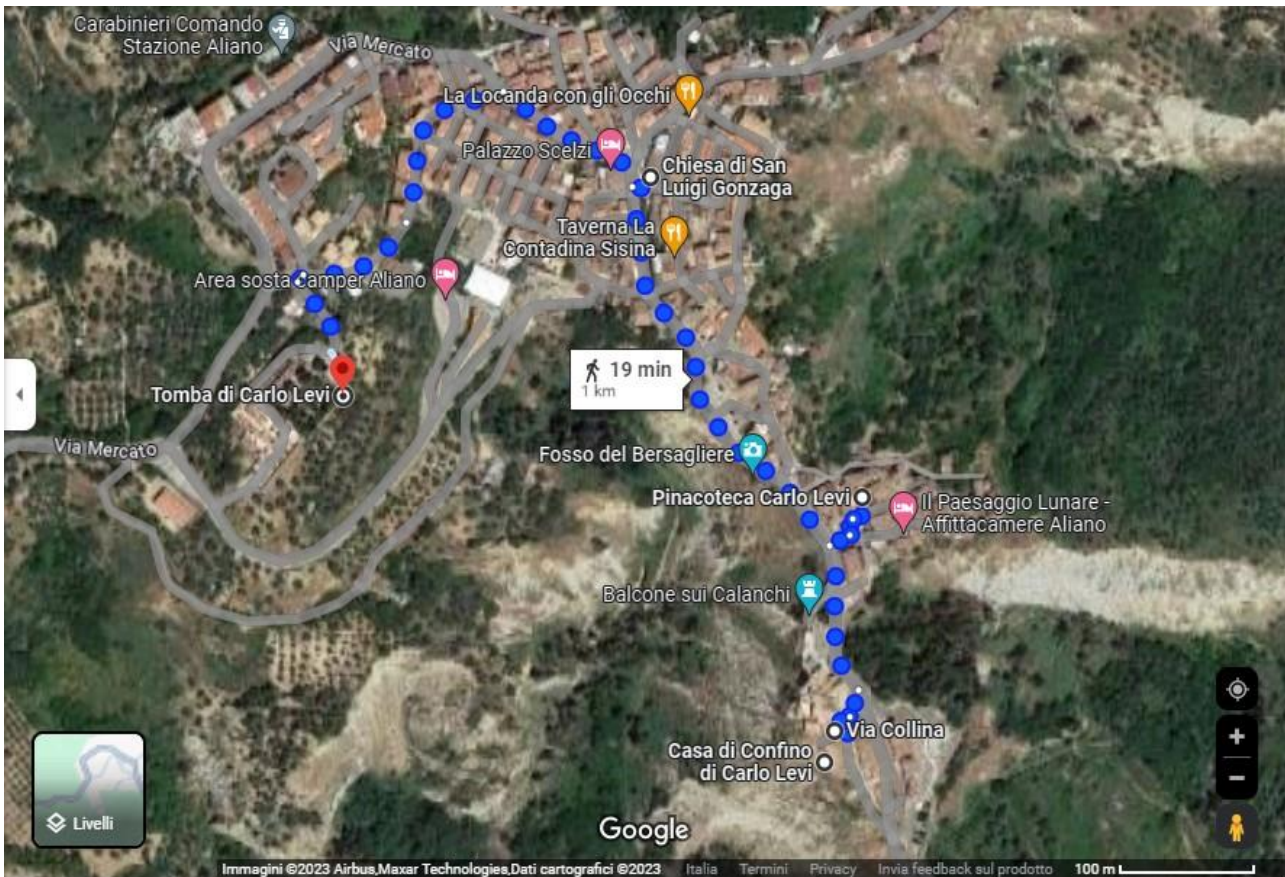 Carabinieri Comando
Stazione Aliano
Via Mercato
La Locanda con gli Occhi
Palazzo Scelzi
Chiesa di San
Luigi Gonzaga
Taverna La
Contadina Sisina
Area sosta camper Aliano
19 min
1 km
Tomba di Carlo Levi
Via Mercato
Fosso del Bersagliere
Pinacoteca Carlo Levi
Il Paesaggio Lunare -
Affittacamere Aliano
Balcone sui Calanchi
Via Collina
Casa di Confino
di Carlo Levi
Livelli
Google
Immagini ©2023 Airbus,Maxar Technologies,Dati cartografici ©2023 Italia Termini Privacy Invia feedback sul prodotto 100 m